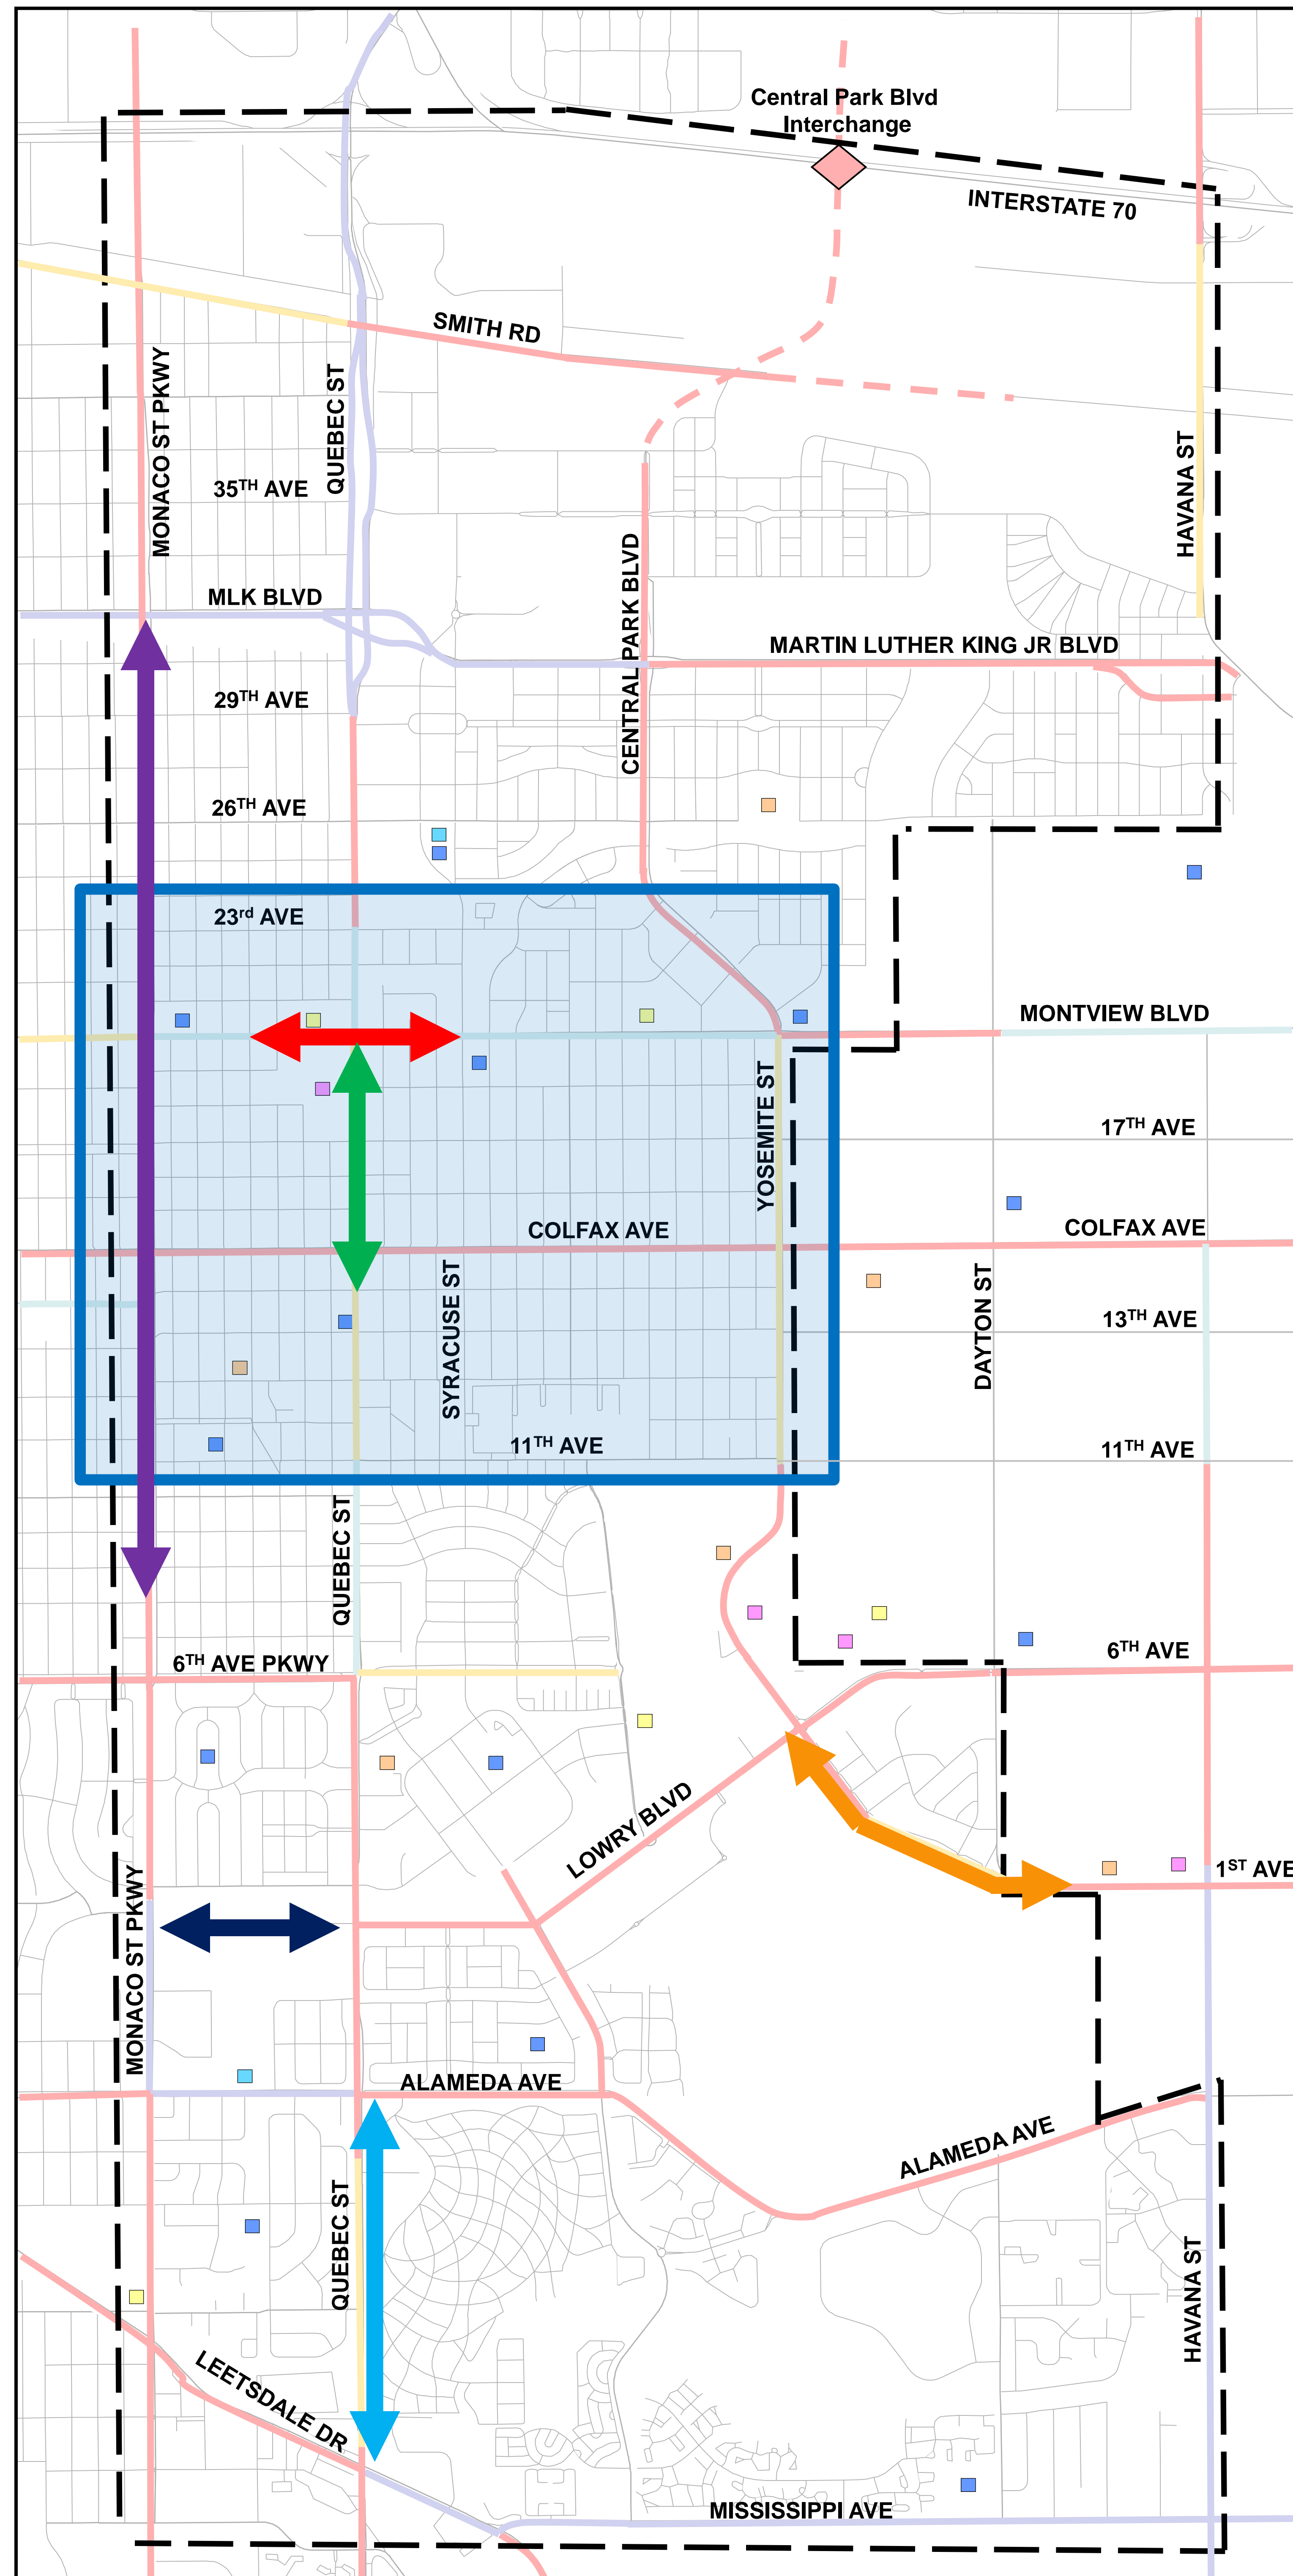 Central Park Blvd
Interchange
INTERSTATE 70
SMITH RD
MONACO ST PKWY
QUEBEC ST
HAVANA ST
35TH AVE
CENTRAL PARK BLVD
MLK BLVD
MARTIN LUTHER KING JR BLVD
29TH AVE
26TH AVE
23rd AVE
MONTVIEW BLVD
YOSEMITE ST
17TH AVE
COLFAX AVE
COLFAX AVE
SYRACUSE ST
DAYTON ST
13TH AVE
11TH AVE
11TH AVE
QUEBEC ST
6TH AVE PKWY
6TH AVE
LOWRY BLVD
1ST AVE
MONACO ST PKWY
ALAMEDA AVE
ALAMEDA AVE
QUEBEC ST
HAVANA ST
LEETSDALE DR
MISSISSIPPI AVE